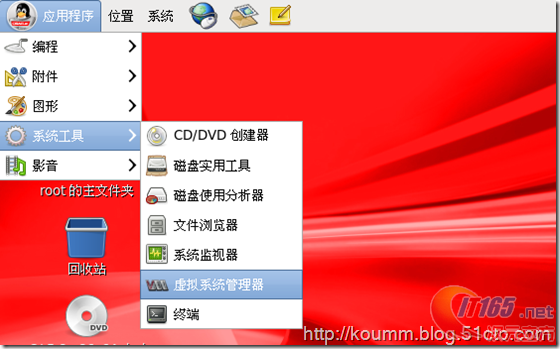 应用程序 位置 系统
编程
附件
图形
系统工具
影音
CD/DVD 创建器
磁盘实用工具
磁盘使用分析器
文件浏览器
系统监视器
虚拟系统管理器
终端
root 的主文件夹
回收站
DVD
IT165.net
http://koumm.blog.51cto.com